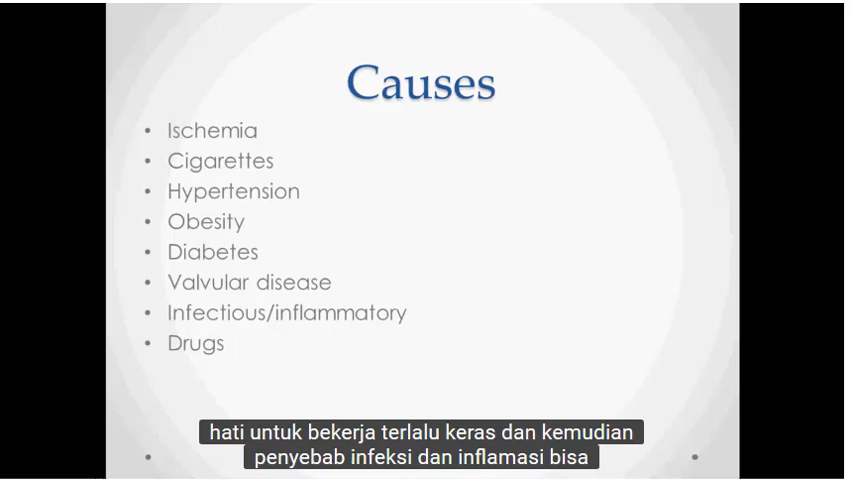 Causes
• Ischemia
• Cigarettes
• Hypertension
• Obesity
• Diabetes
• Valvular disease
• Infectious/inflammatory
• Drugs
hati untuk bekerja terlalu keras dan kemudian
penyebab infeksi dan inflamasi bisa